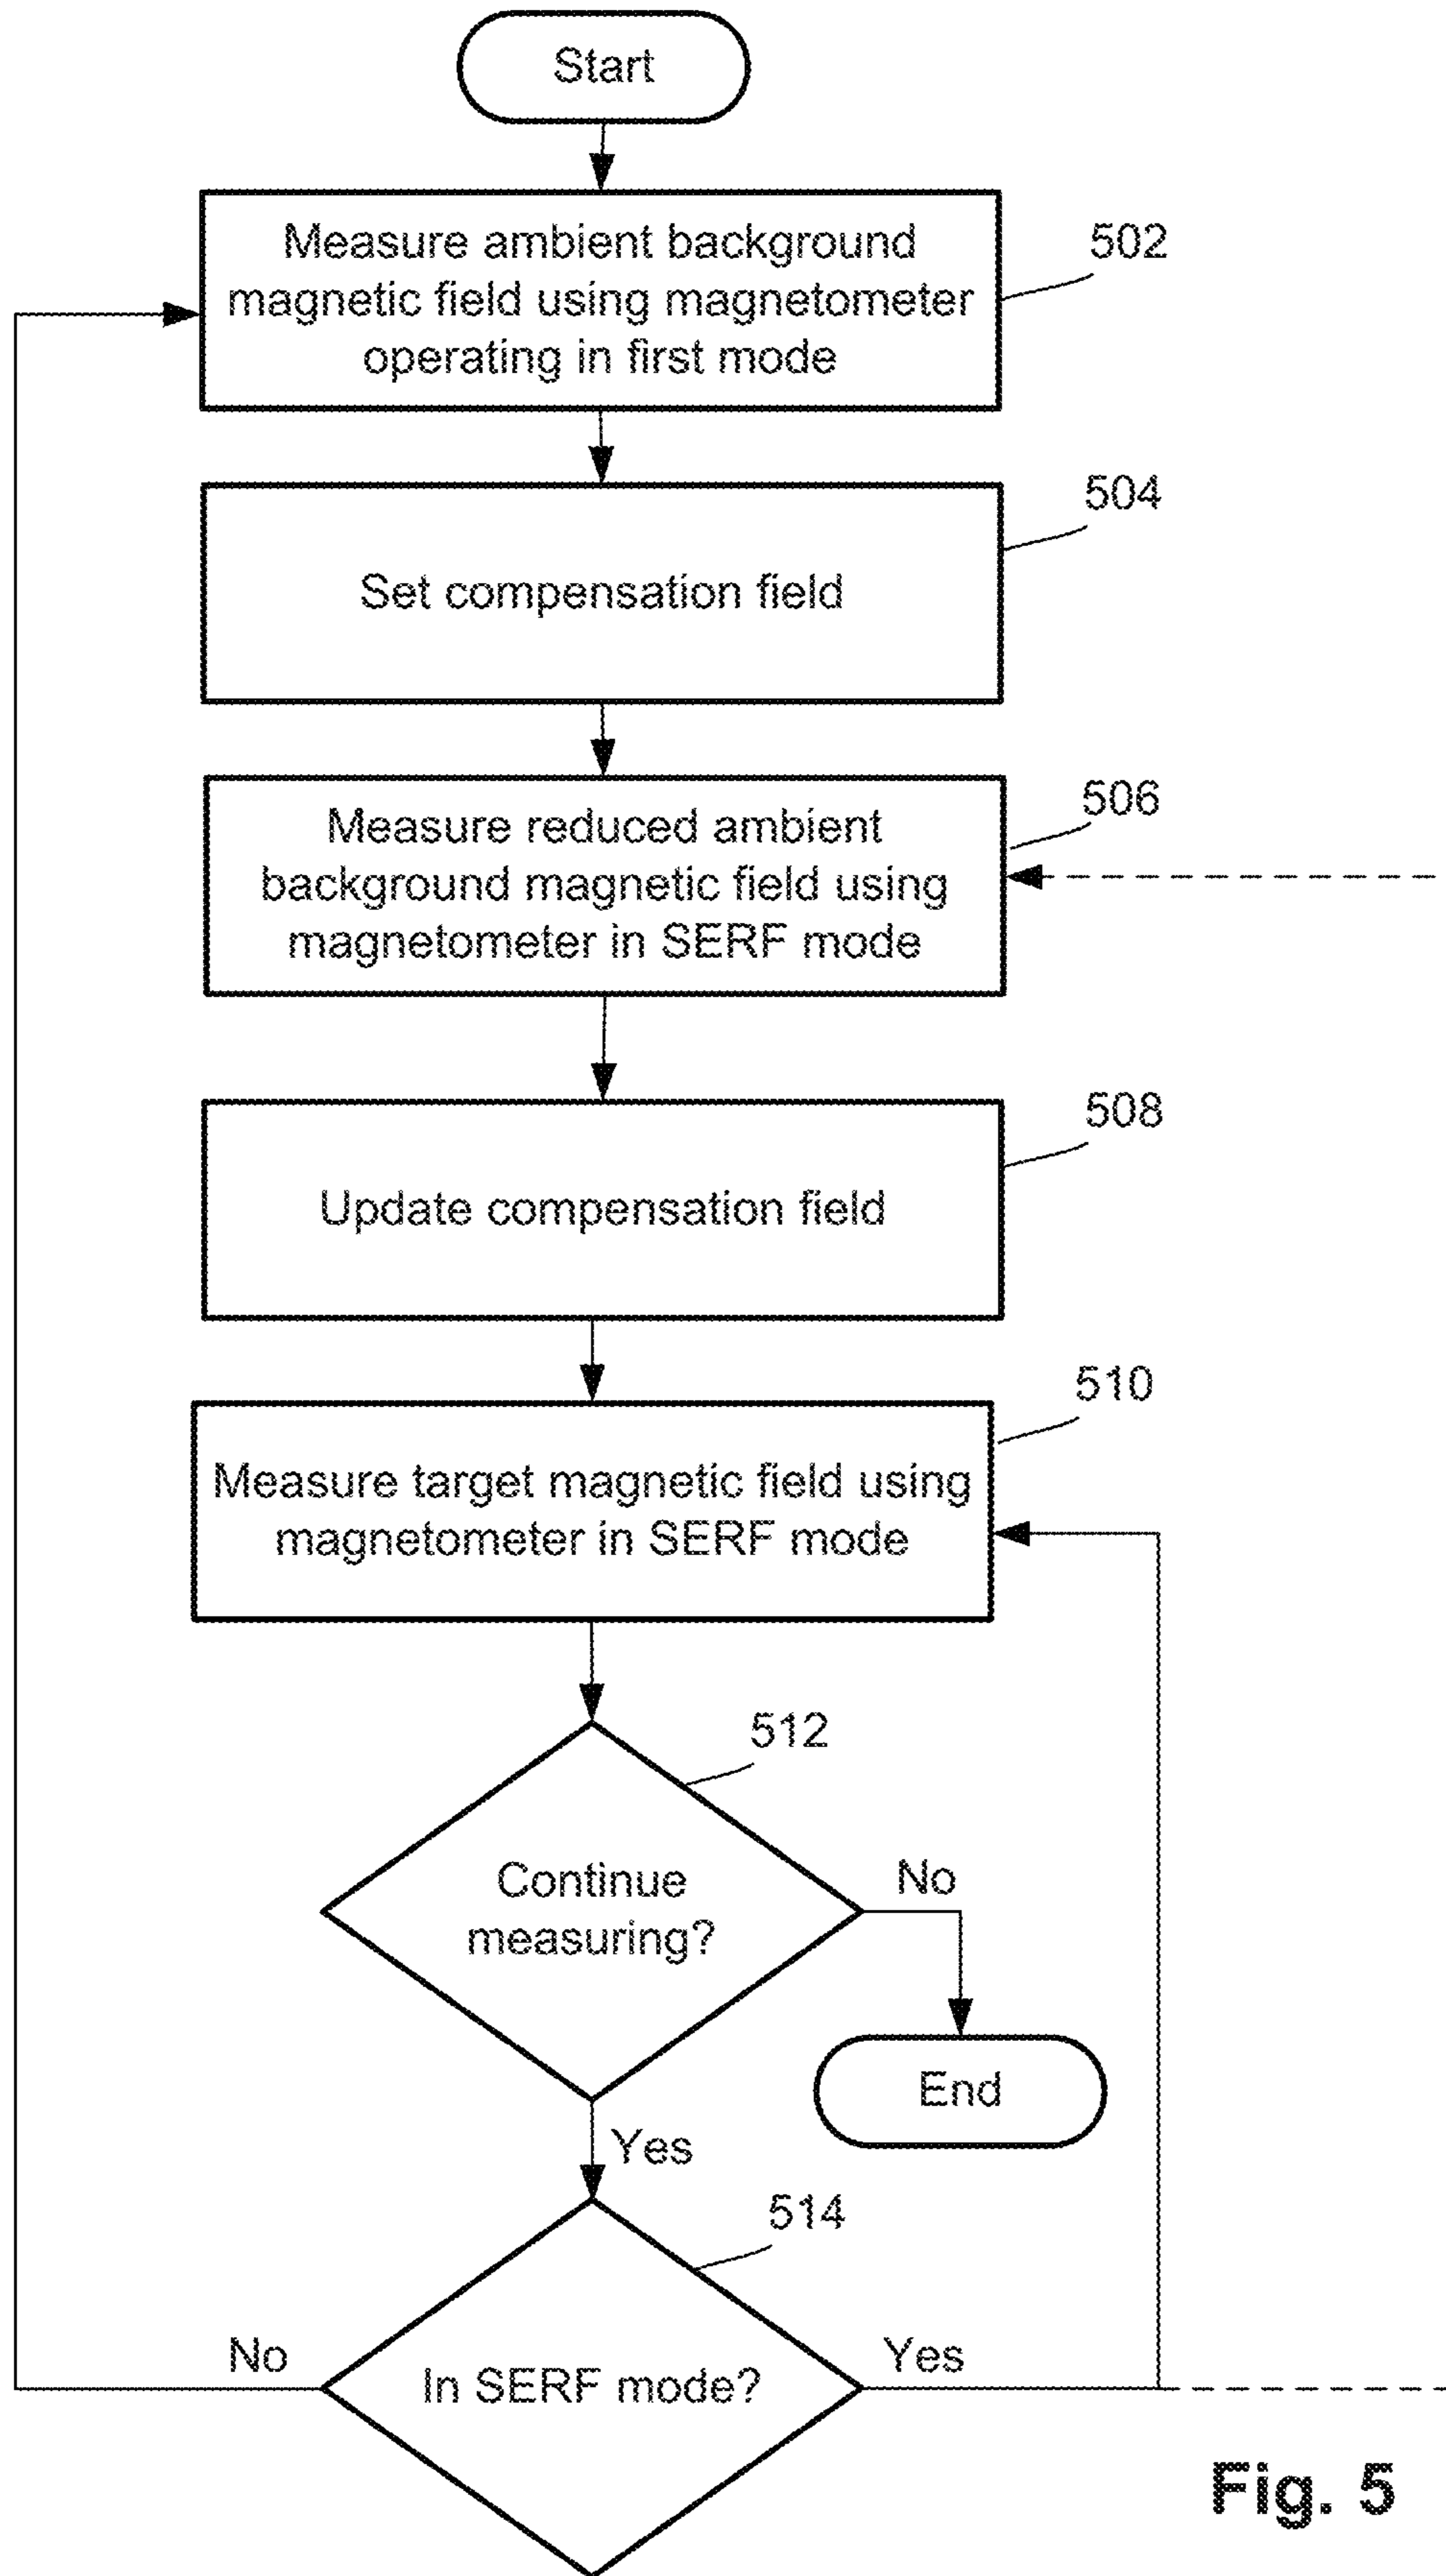 Start
Measure ambient background
magnetic field using magnetometer
operating in first mode
502
504
Set compensation field
506
Measure reduced ambient
background magnetic field using
magnetometer in SERF mode
508
Update compensation field
510
Measure target magnetic field using
magnetometer in SERF mode
512
Continue
measuring?
No
End
Yes
514
No
In SERF mode?
Yes
Fig. 5